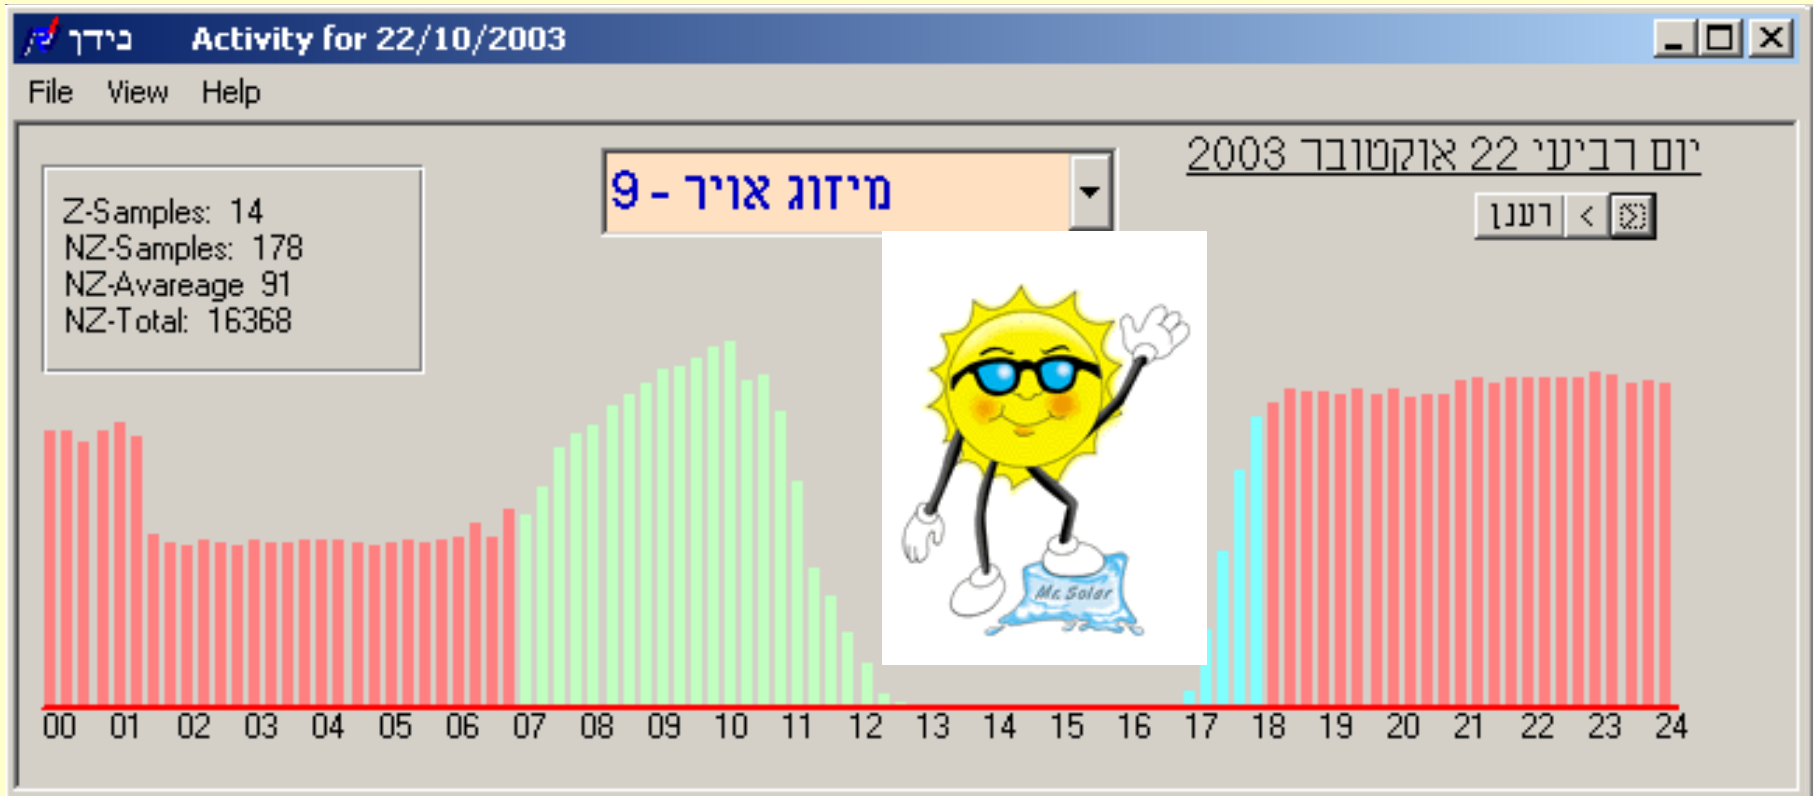 נידן Activity for 22/10/2003
File View Help
יום רביעי 22 אוקטובר 2003
מיזוג אויר - 9
רענן < >
Z-Samples: 14
NZ-Samples: 178
NZ-Avareage 91
NZ-Total: 16368
Mr. Solar
00 01 02 03 04 05 06 07 08 09 10 11 12 13 14 15 16 17 18 19 20 21 22 23 24